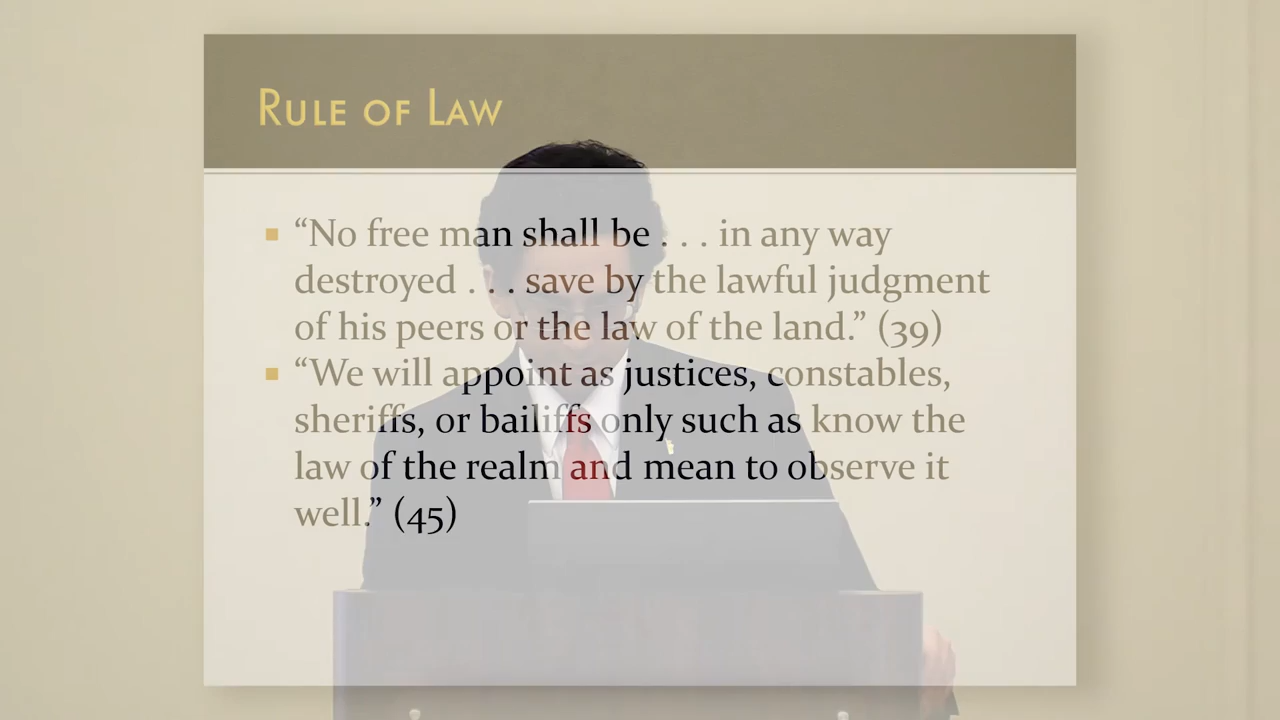 Rule of Law
“No free man shall be . . . in any way
destroyed . . . save by the lawful judgment
of his peers or the law of the land.” (39)
“We will appoint as justices, constables,
sheriffs, or bailiffs only such as know the
law of the realm and mean to observe it
well.” (45)